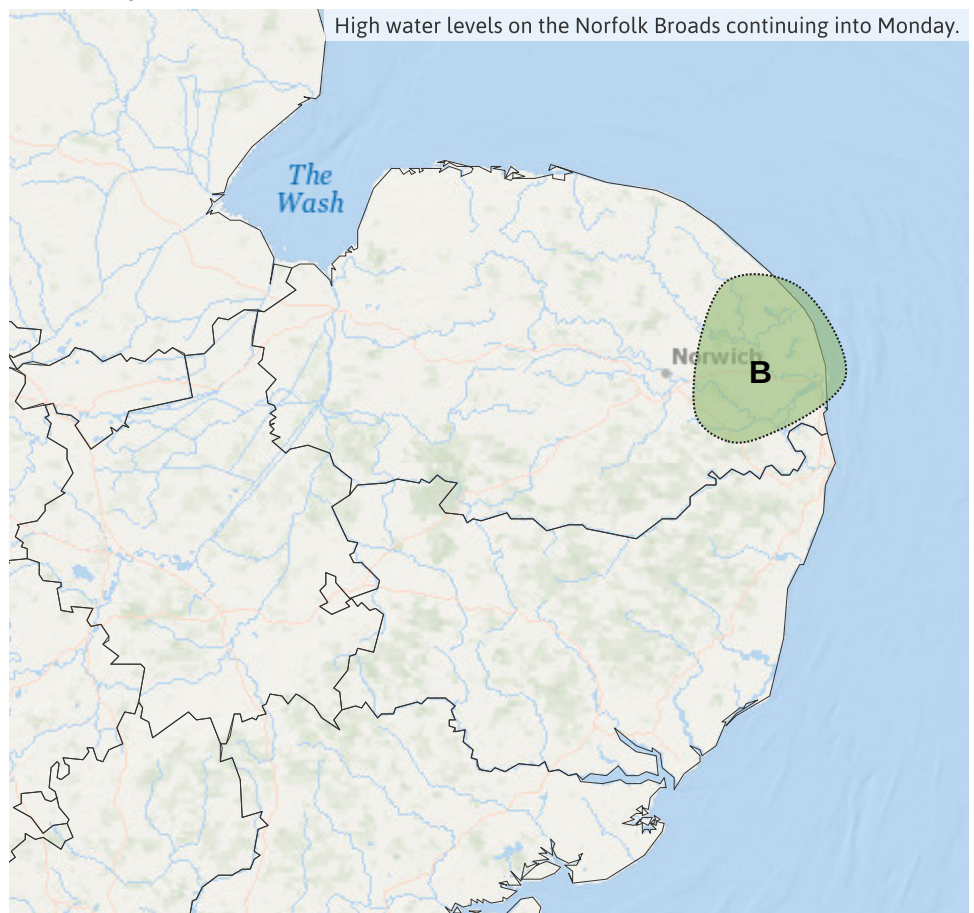 High water levels on the Norfolk Broads continuing into Monday.
The
Wash
Norwich
B